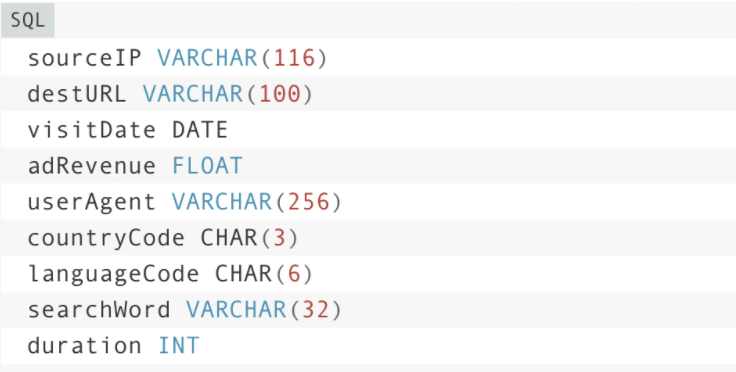 SQL
sourceIP VARCHAR(116)
destURL VARCHAR(100)
visitDate DATE
adRevenue FLOAT
userAgent VARCHAR(256)
countryCode CHAR(3)
languageCode CHAR(6)
searchWord VARCHAR(32)
duration INT